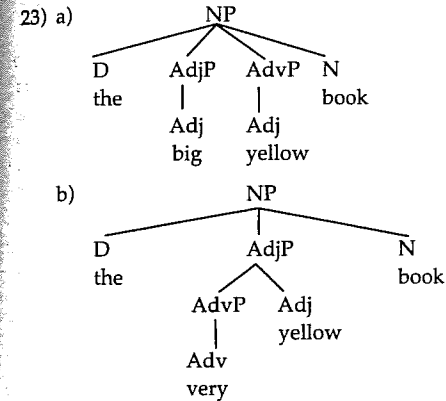 23) a) NP
D AdjP AdvP N
the book
Adj Adj
big yellow
b) NP
D AdjP N
the book
AdvP Adj
yellow
Adv
very